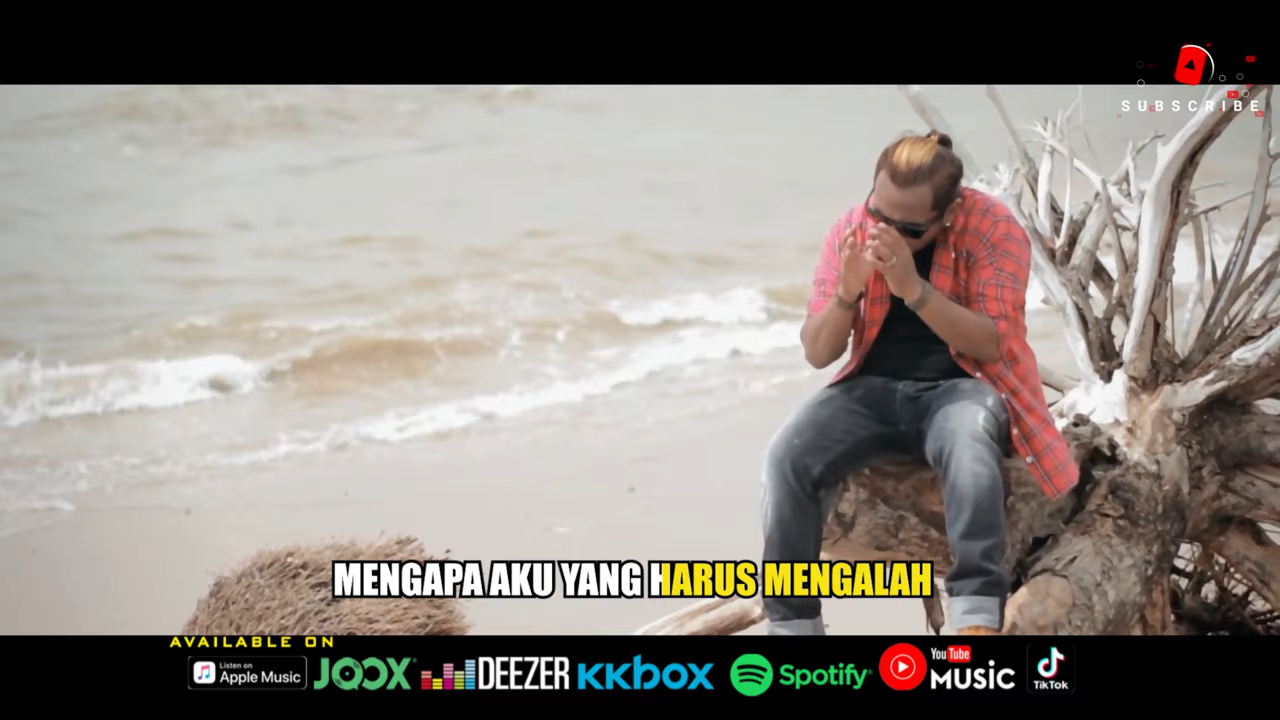 SUBSCRIBE
MENGAPA AKU YANG HARUS MENGALAH
AVAILABLE ON
Listen on
Apple Music
JOOX
DEEZER
KKBOX
Spotify
YouTube
MUSIC
TikTok